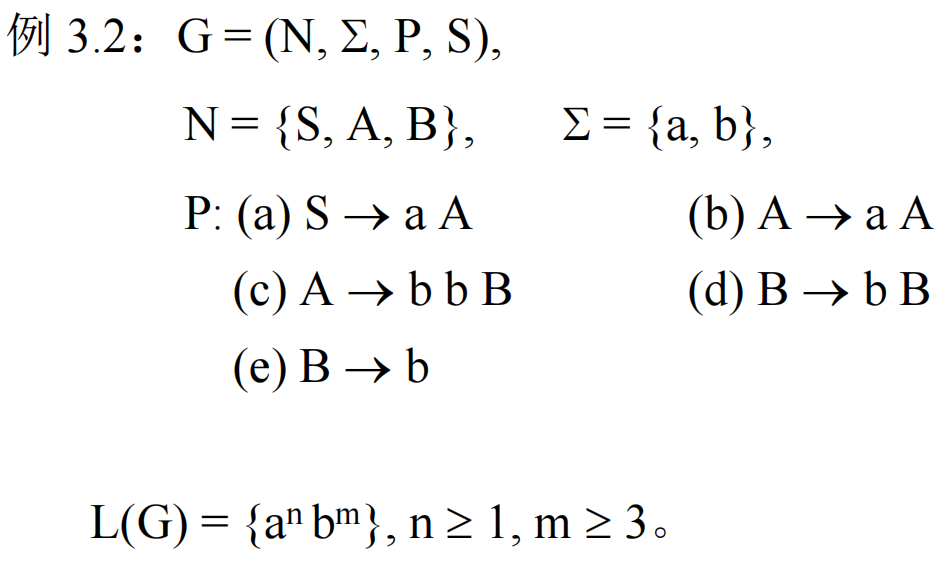 例 3.2：G = (N, Σ, P, S),
N = {S, A, B}, Σ = {a, b},
P: (a) S → a A (b) A → a A
(c) A → b b B (d) B → b B
(e) B → b
L(G) = {aⁿ bᵐ}, n ≥ 1, m ≥ 3。